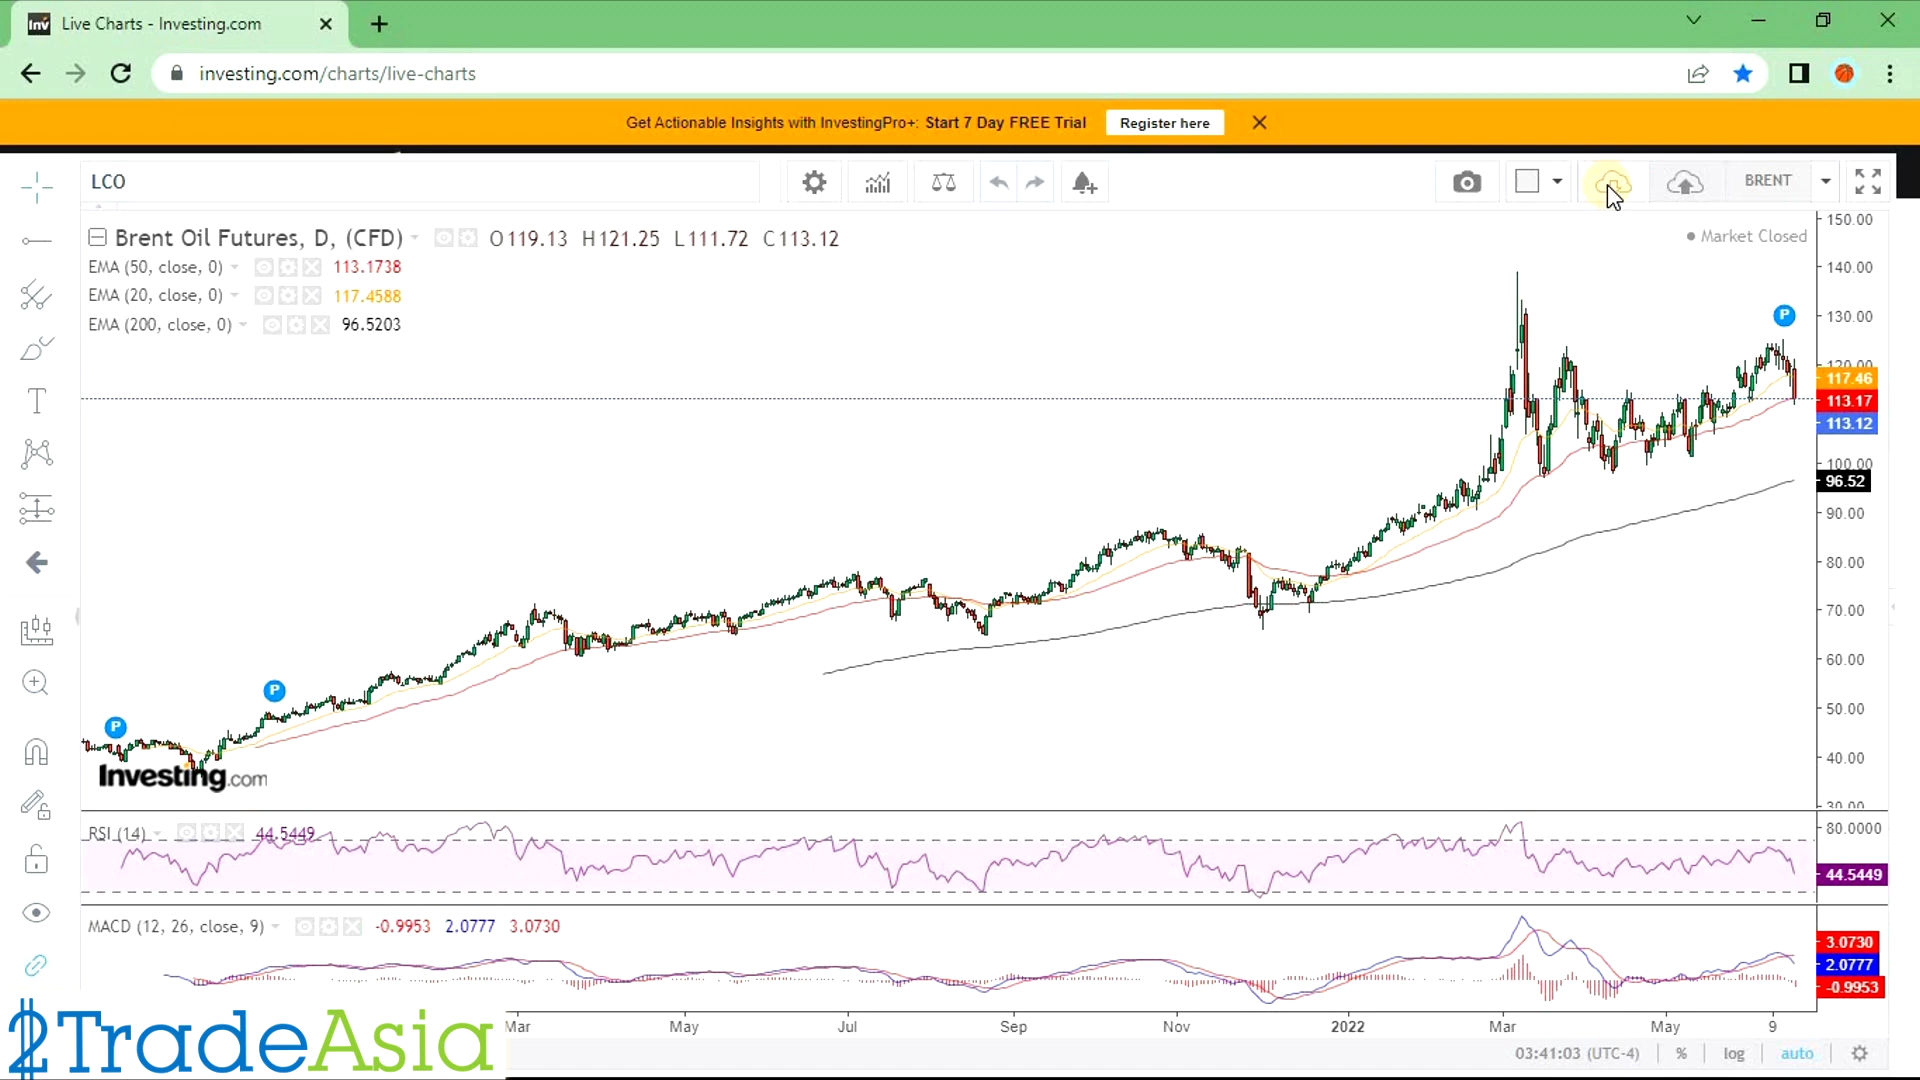 Inv Live Charts - Investing.com
investing.com/charts/live-charts
Get Actionable Insights with InvestingPro+: Start 7 Day FREE Trial Register here
LCO BRENT
Brent Oil Futures, D, (CFD) O119.13 H121.25 L111.72 C113.12
Market Closed
EMA (50, close, 0) 113.1738
EMA (20, close, 0) 117.4588
EMA (200, close, 0) 96.5203
150.00
140.00
130.00
120.00
117.46
113.17
113.12
100.00
96.52
90.00
80.00
70.00
60.00
50.00
40.00
30.00
P
P
P
T
Investing.com
RSI (14) 44.5449
80.0000
44.5449
MACD (12, 26, close, 9) -0.9953 2.0777 3.0730
3.0730
2.0777
-0.9953
Mar May Jul Sep Nov 2022 Mar May 9
2TradeAsia
03:41:03 (UTC-4) % log auto